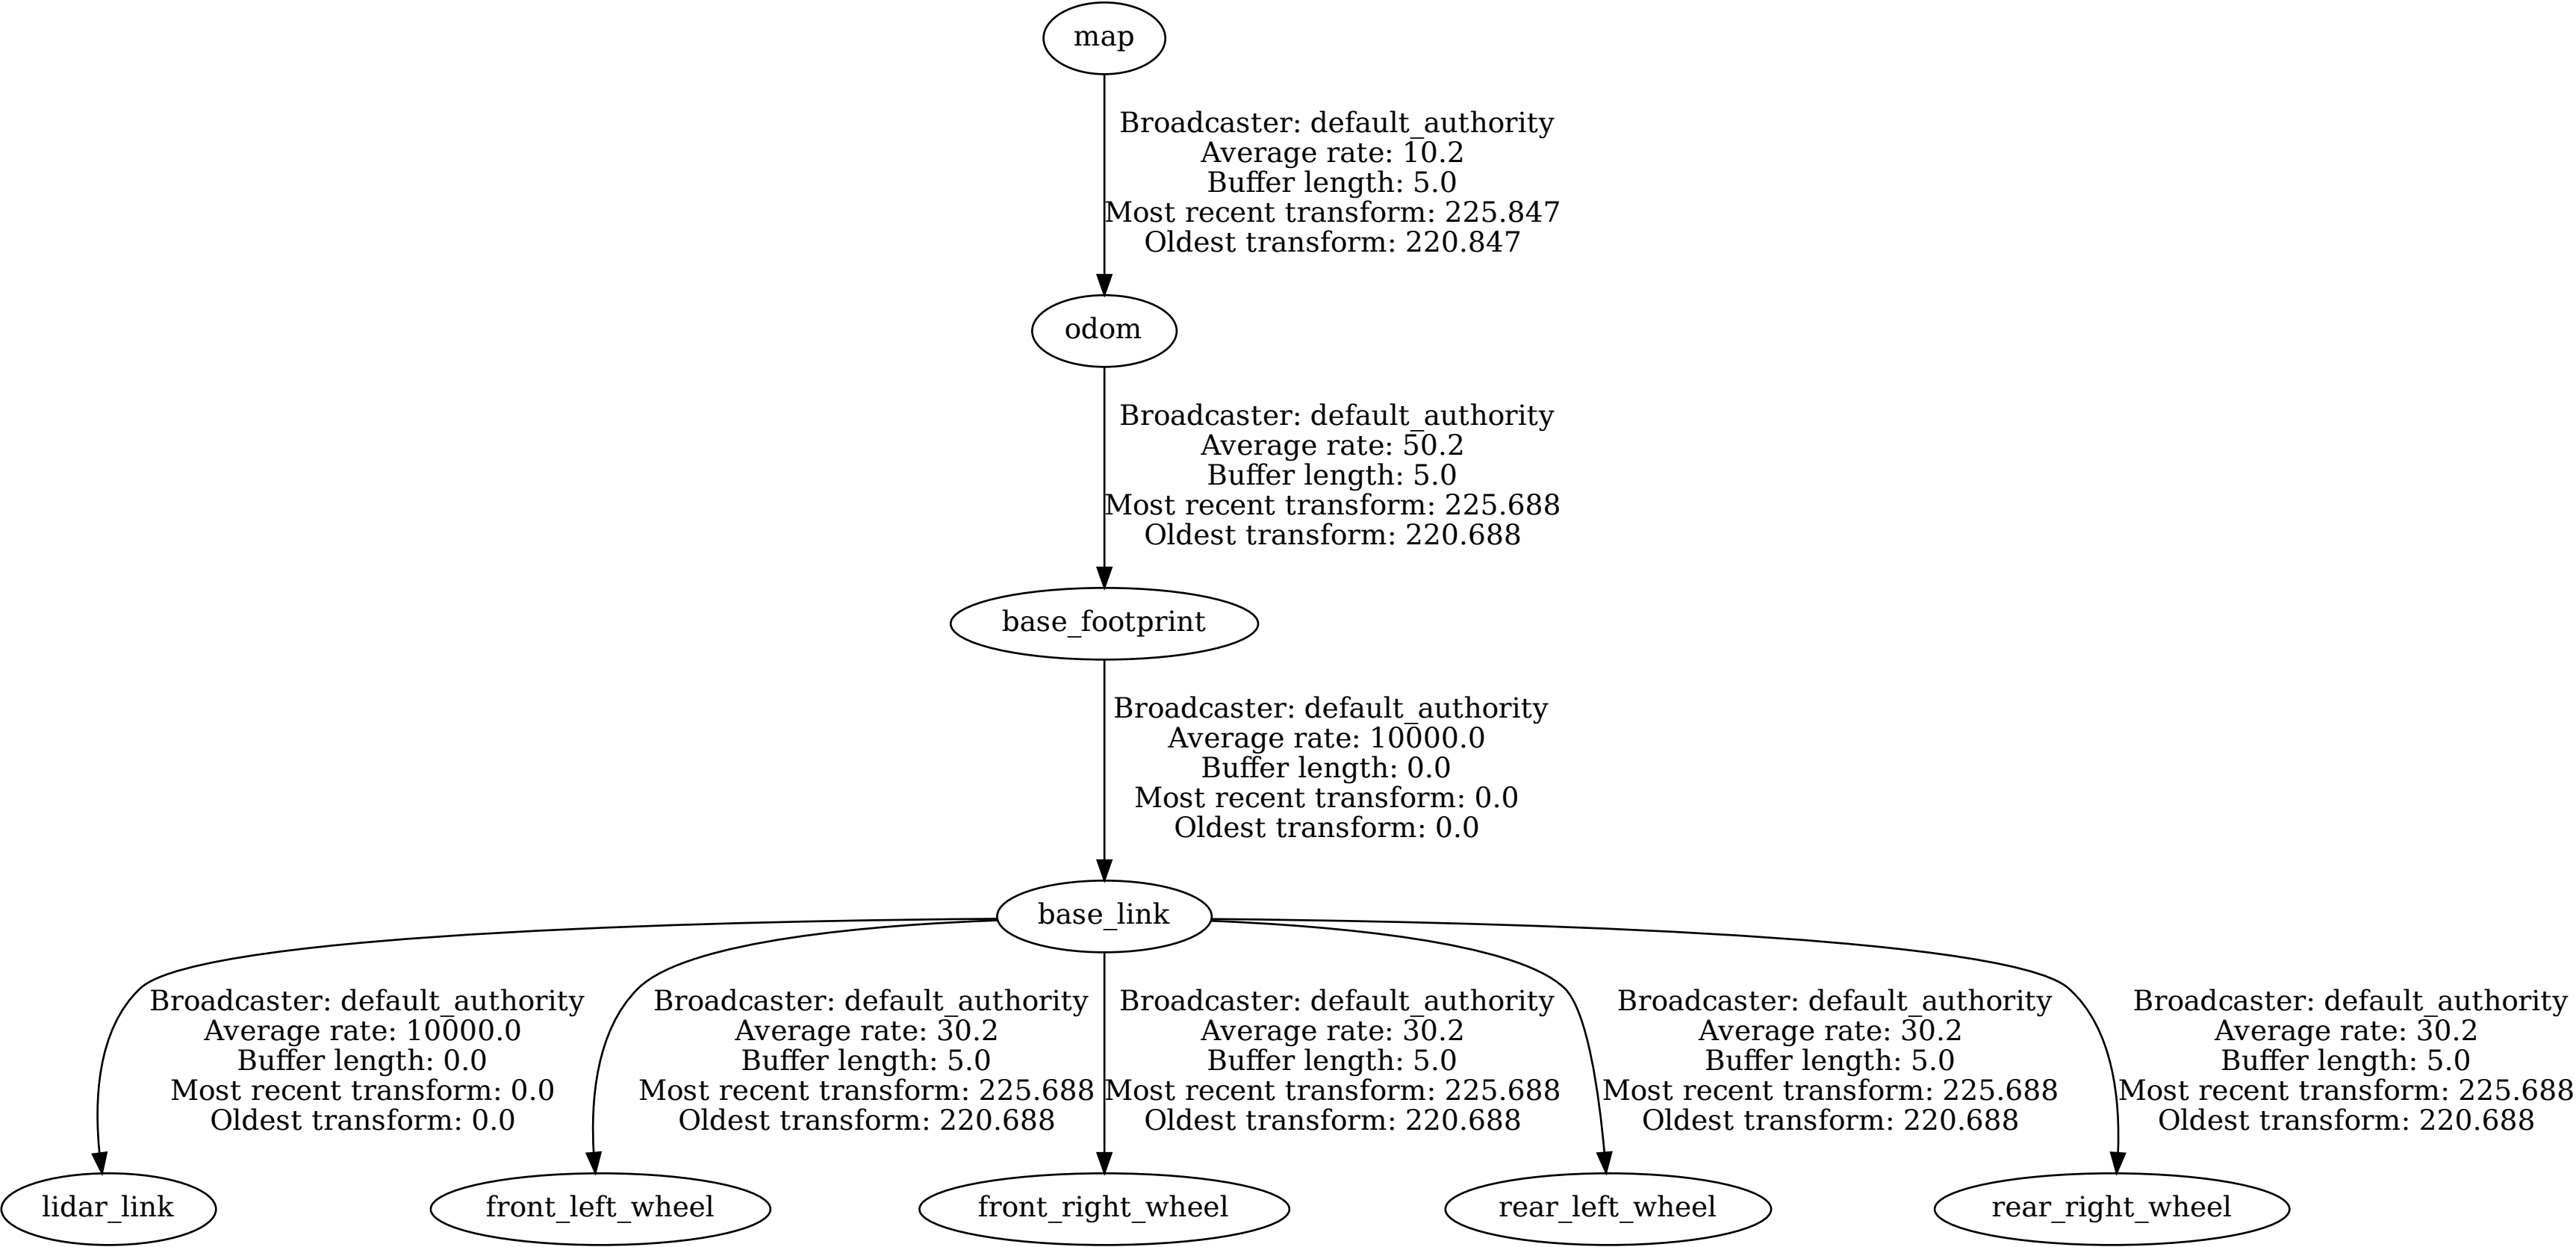 map
Broadcaster: default_authority
Average rate: 10.2
Buffer length: 5.0
Most recent transform: 225.847
Oldest transform: 220.847
odom
Broadcaster: default_authority
Average rate: 50.2
Buffer length: 5.0
Most recent transform: 225.688
Oldest transform: 220.688
base_footprint
Broadcaster: default_authority
Average rate: 10000.0
Buffer length: 0.0
Most recent transform: 0.0
Oldest transform: 0.0
base_link
Broadcaster: default_authority
Average rate: 10000.0
Buffer length: 0.0
Most recent transform: 0.0
Oldest transform: 0.0
Broadcaster: default_authority
Average rate: 30.2
Buffer length: 5.0
Most recent transform: 225.688
Oldest transform: 220.688
Broadcaster: default_authority
Average rate: 30.2
Buffer length: 5.0
Most recent transform: 225.688
Oldest transform: 220.688
Broadcaster: default_authority
Average rate: 30.2
Buffer length: 5.0
Most recent transform: 225.688
Oldest transform: 220.688
Broadcaster: default_authority
Average rate: 30.2
Buffer length: 5.0
Most recent transform: 225.688
Oldest transform: 220.688
lidar_link
front_left_wheel
front_right_wheel
rear_left_wheel
rear_right_wheel